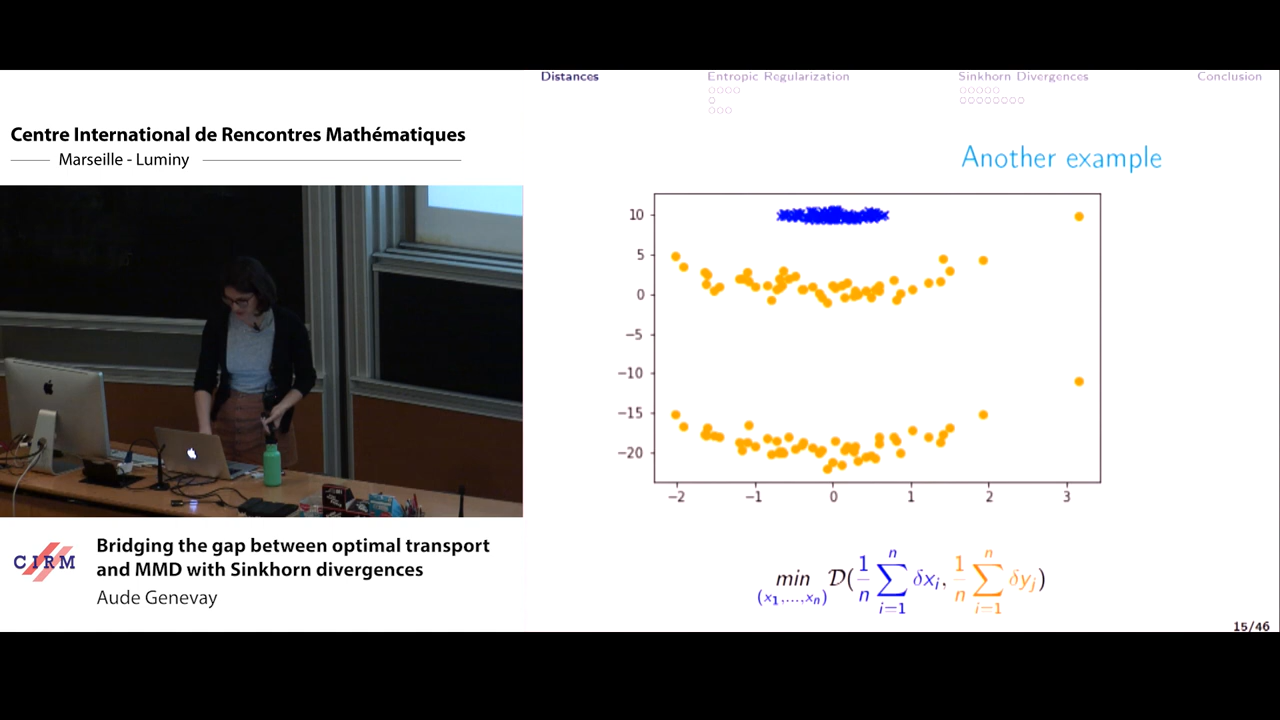 Distances Entropic Regularization Sinkhorn Divergences Conclusion
Centre International de Rencontres Mathématiques
Marseille - Luminy
Another example
10
5
0
−5
−10
−15
−20
−2 −1 0 1 2 3
min D(1/n ∑ δxi, 1/n ∑ δyj)
(x1,...,xn) i=1 n i=1 n
CIRM
Bridging the gap between optimal transport
and MMD with Sinkhorn divergences
Aude Genevay
15/46